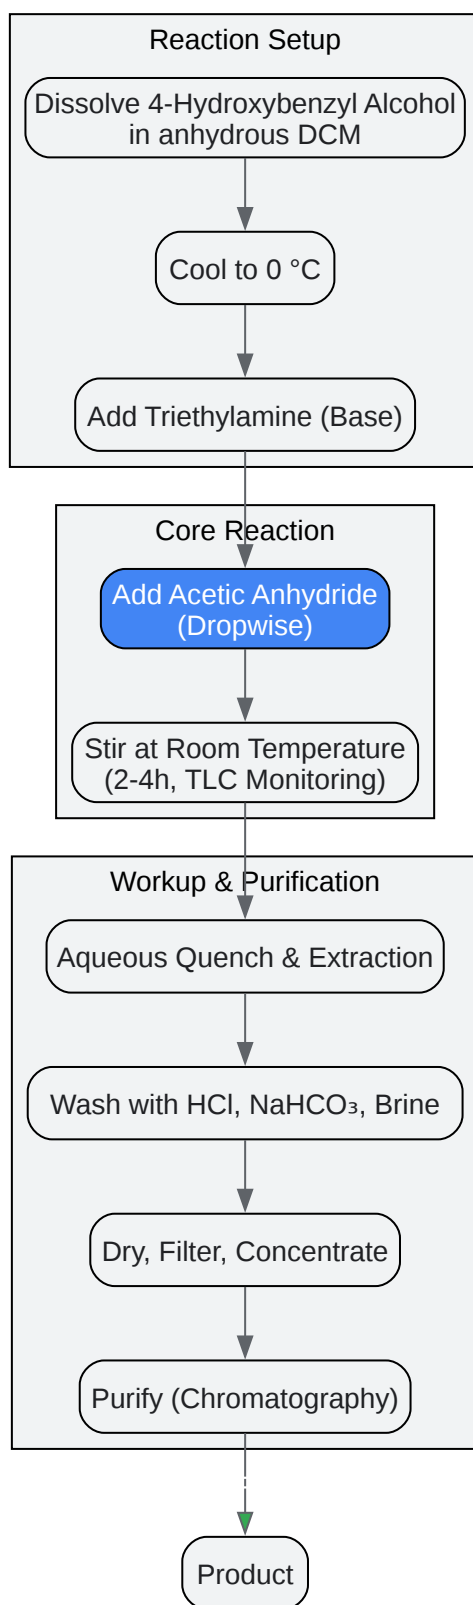 Reaction Setup
Dissolve 4-Hydroxybenzyl Alcohol
in anhydrous DCM
Cool to 0 °C
Add Triethylamine (Base)
Core Reaction
Add Acetic Anhydride
(Dropwise)
Stir at Room Temperature
(2-4h, TLC Monitoring)
Workup & Purification
Aqueous Quench & Extraction
Wash with HCl, NaHCO₃, Brine
Dry, Filter, Concentrate
Purify (Chromatography)
Product